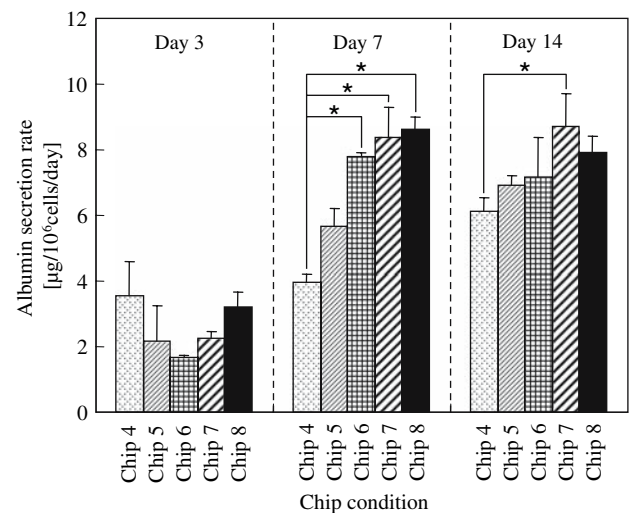 Albumin secretion rate
[µg/10⁶cells/day]
12
10
8
6
4
2
0
Day 3
Day 7
Day 14
*
*
*
*
Chip 4
Chip 5
Chip 6
Chip 7
Chip 8
Chip 4
Chip 5
Chip 6
Chip 7
Chip 8
Chip 4
Chip 5
Chip 6
Chip 7
Chip 8
Chip condition